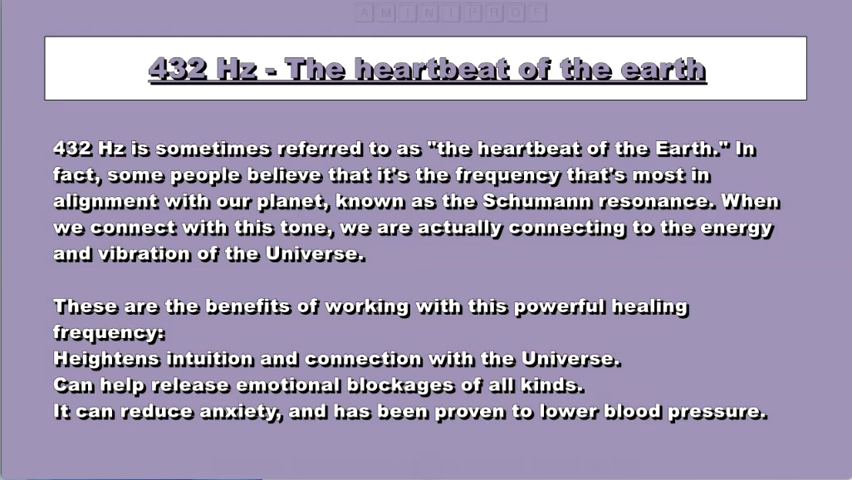 AMINIPROT
432 Hz - The heartbeat of the earth
432 Hz is sometimes referred to as "the heartbeat of the Earth." In
fact, some people believe that it's the frequency that's most in
alignment with our planet, known as the Schumann resonance. When
we connect with this tone, we are actually connecting to the energy
and vibration of the Universe.
These are the benefits of working with this powerful healing
frequency:
Heightens intuition and connection with the Universe.
Can help release emotional blockages of all kinds.
It can reduce anxiety, and has been proven to lower blood pressure.